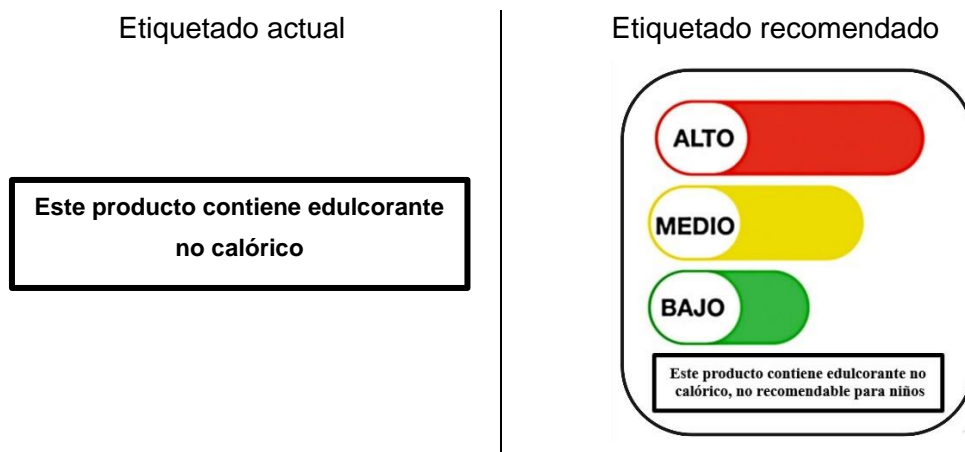 Etiquetado actual
Este producto contiene edulcorante
no calórico
Etiquetado recomendado
ALTO
MEDIO
BAJO
Este producto contiene edulcorante no
calórico, no recomendable para niños